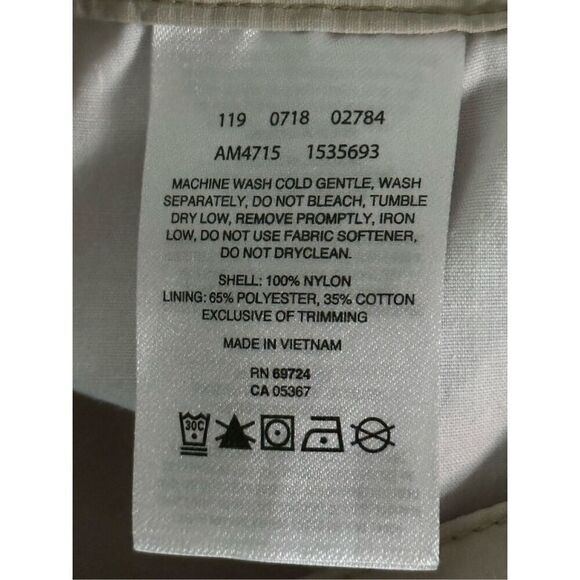 119 0718 02784
AM4715 1535693
MACHINE WASH COLD GENTLE, WASH
SEPARATELY, DO NOT BLEACH, TUMBLE
DRY LOW, REMOVE PROMPTLY, IRON
LOW, DO NOT USE FABRIC SOFTENER,
DO NOT DRYCLEAN.
SHELL: 100% NYLON
LINING: 65% POLYESTER, 35% COTTON
EXCLUSIVE OF TRIMMING
MADE IN VIETNAM
RN 69724
CA 05367
30C